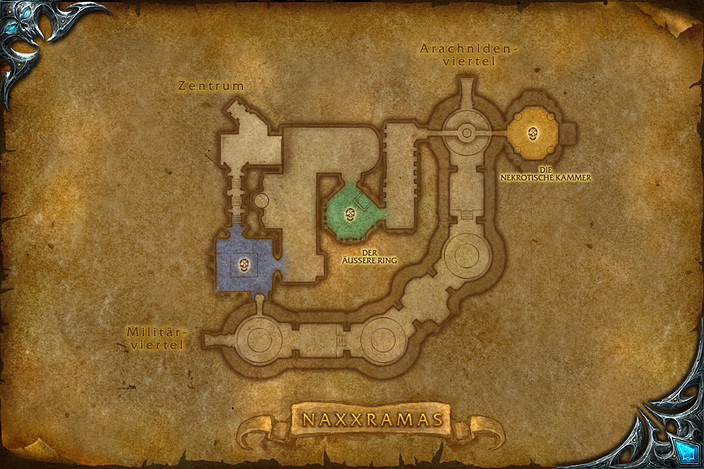 Arachniden-
viertel
Zentrum
DIE
NEKROTISCHE KAMMER
DER
ÄUSSERE RING
Militär-
viertel
NAXXRAMAS